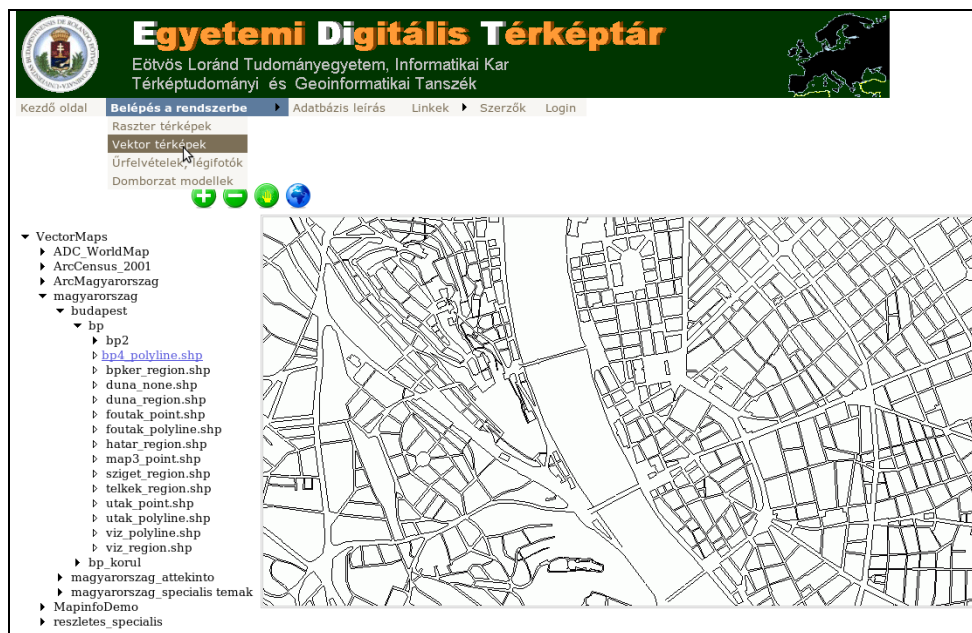 Egyetemi Digitális Térképtár
Eötvös Loránd Tudományegyetem, Informatikai Kar
Térképtudományi és Geoinformatikai Tanszék
Kezdő oldal Belépés a rendszerbe Adatbázis leírás Linkek Szerzők Login
Raszter térképek
Vektor térképek
Űrfelvételek, légifotók
Domborzat modellek
VectorMaps
ADC_WorldMap
ArcCensus_2001
ArcMagyarorszag
magyarorszag
budapest
bp
bp2
bp4_polyline.shp
bpker_region.shp
duna_none.shp
duna_region.shp
foutak_point.shp
foutak_polyline.shp
hatar_region.shp
map3_point.shp
sziget_region.shp
telkek_region.shp
utak_point.shp
utak_polyline.shp
viz_polyline.shp
viz_region.shp
bp_korul
magyarorszag_attekinto
magyarorszag_specialis temak
MapinfoDemo
reszletes_specialis